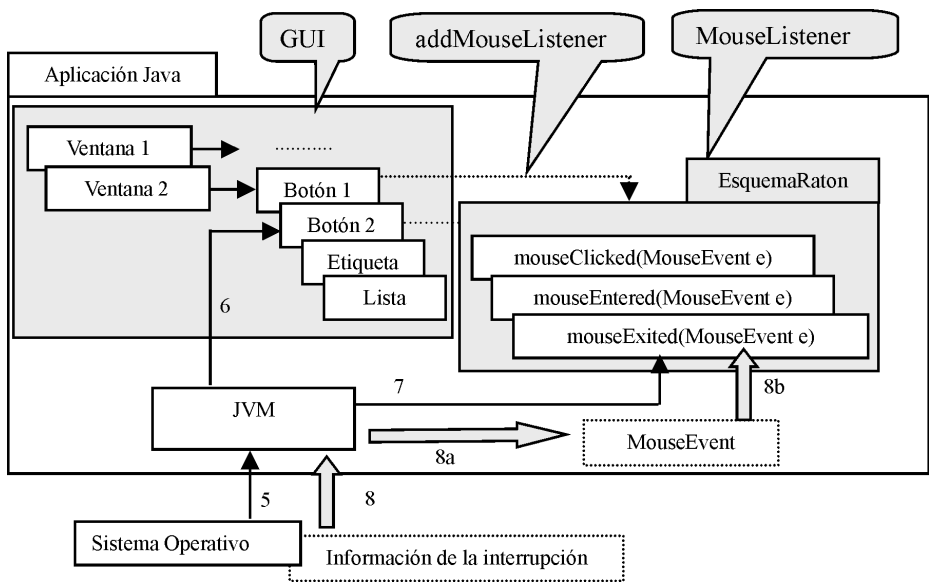 GUI
addMouseListener
MouseListener
Aplicación Java
Ventana 1
...........
Ventana 2
Botón 1
EsquemaRaton
Botón 2
Etiqueta
mouseClicked(MouseEvent e)
Lista
mouseEntered(MouseEvent e)
6
mouseExited(MouseEvent e)
7
8b
JVM
MouseEvent
8a
5
8
Sistema Operativo
Información de la interrupción